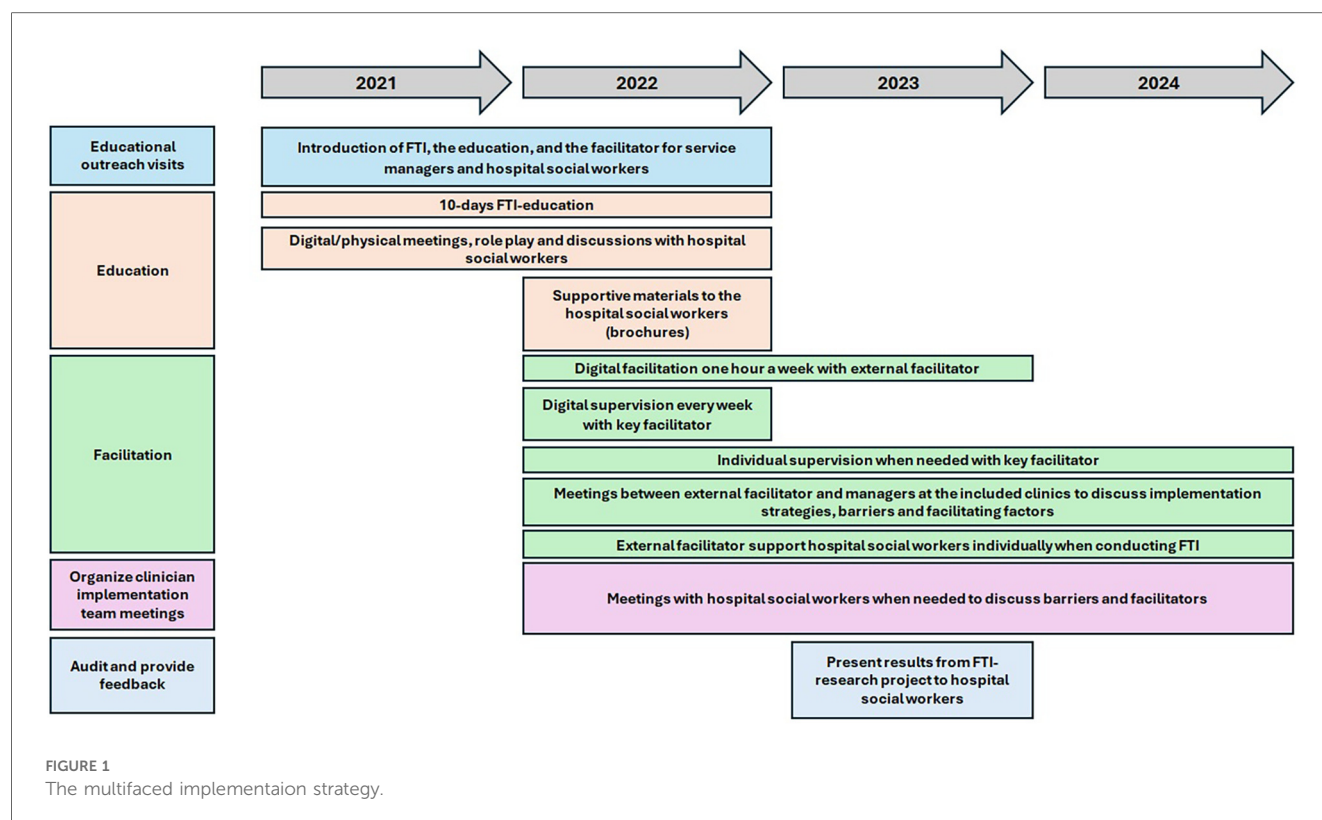 2021
2022
2023
2024
Educational
outreach visits
Introduction of FTI, the education, and the facilitator for service
managers and hospital social workers
Education
10-days FTI-education
Digital/physical meetings, role play and discussions with hospital
social workers
Supportive materials to the
hospital social workers
(brochures)
Facilitation
Digital facilitation one hour a week with external facilitator
Digital supervision every week
with key facilitator
Individual supervision when needed with key facilitator
Meetings between external facilitator and managers at the included clinics to discuss implementation
strategies, barriers and facilitating factors
External facilitator support hospital social workers individually when conducting FTI
Organize clinician
implementation
team meetings
Meetings with hospital social workers when needed to discuss barriers and facilitators
Audit and provide
feedback
Present results from FTI-
research project to hospital
social workers
FIGURE 1
The multifaced implementaion strategy.